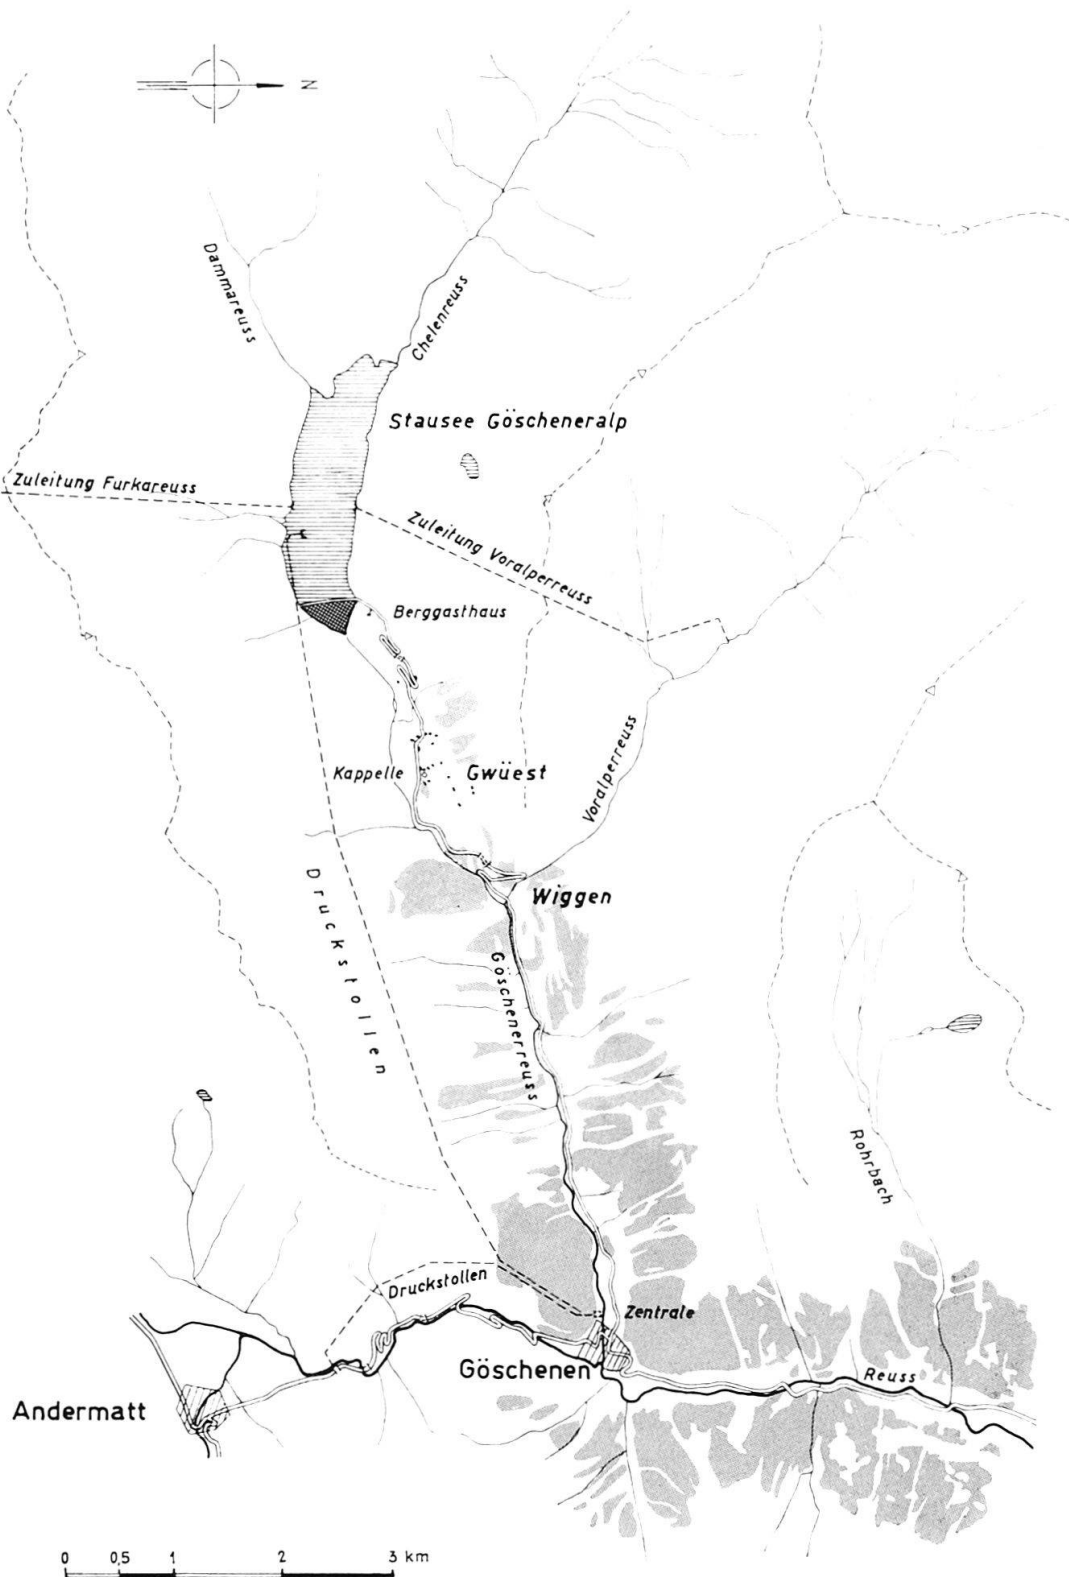 N
Dammareuss
Chelenreuss
Stausee Göscheneralp
Zuleitung Furkareuss
Zuleitung Voralperreuss
Berggasthaus
Kappelle
Gwüest
Voralperreuss
Druckstollen
Wiggen
Göschenerreuss
Rohrbach
Druckstollen
Zentrale
Göschenen
Reuss
Andermatt
0 0,5 1 2 3 km